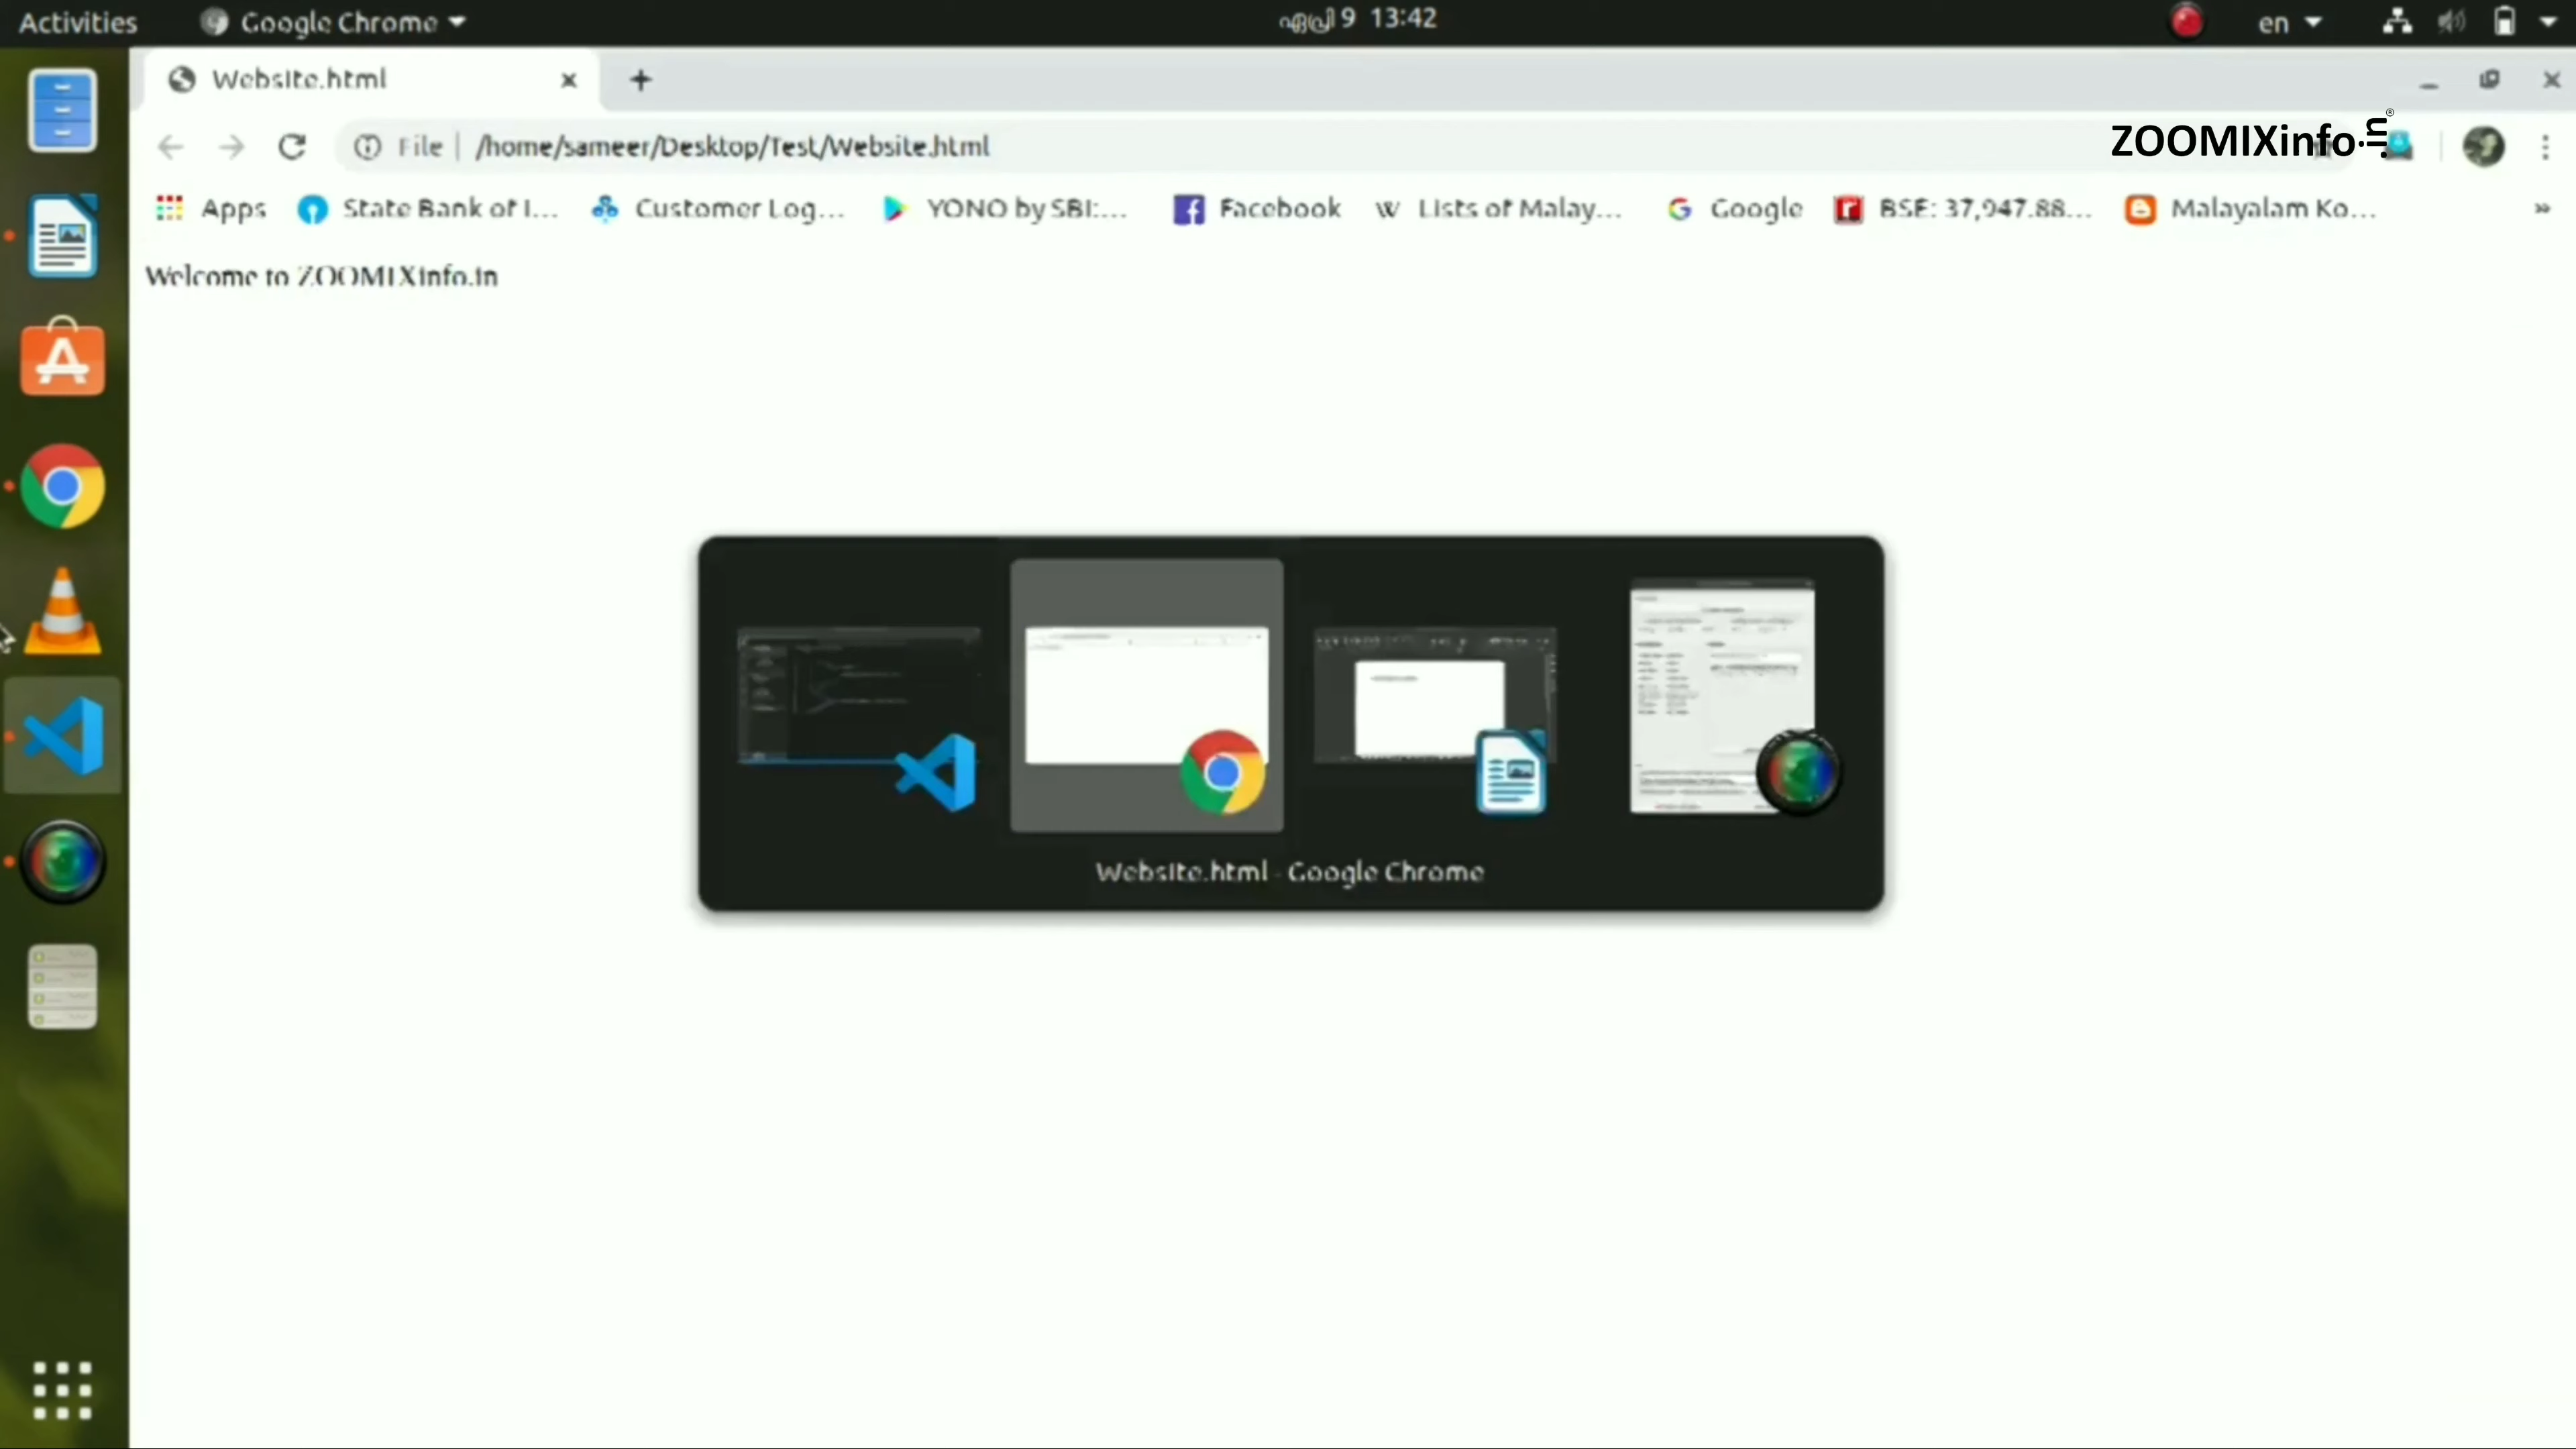 Activities
Google Chrome
ഏപ്രി 9 13:42
en
Website.html
File
/home/sameer/Desktop/Test/Website.html
ZOOMIXinfo.in
®
Apps
State Bank of I...
Customer Log...
YONO by SBI:...
Facebook
W Lists of Malay...
Google
BSE: 37,947.88...
Malayalam Ko...
Welcome to ZOOMIXinfo.in
Website.html - Google Chrome